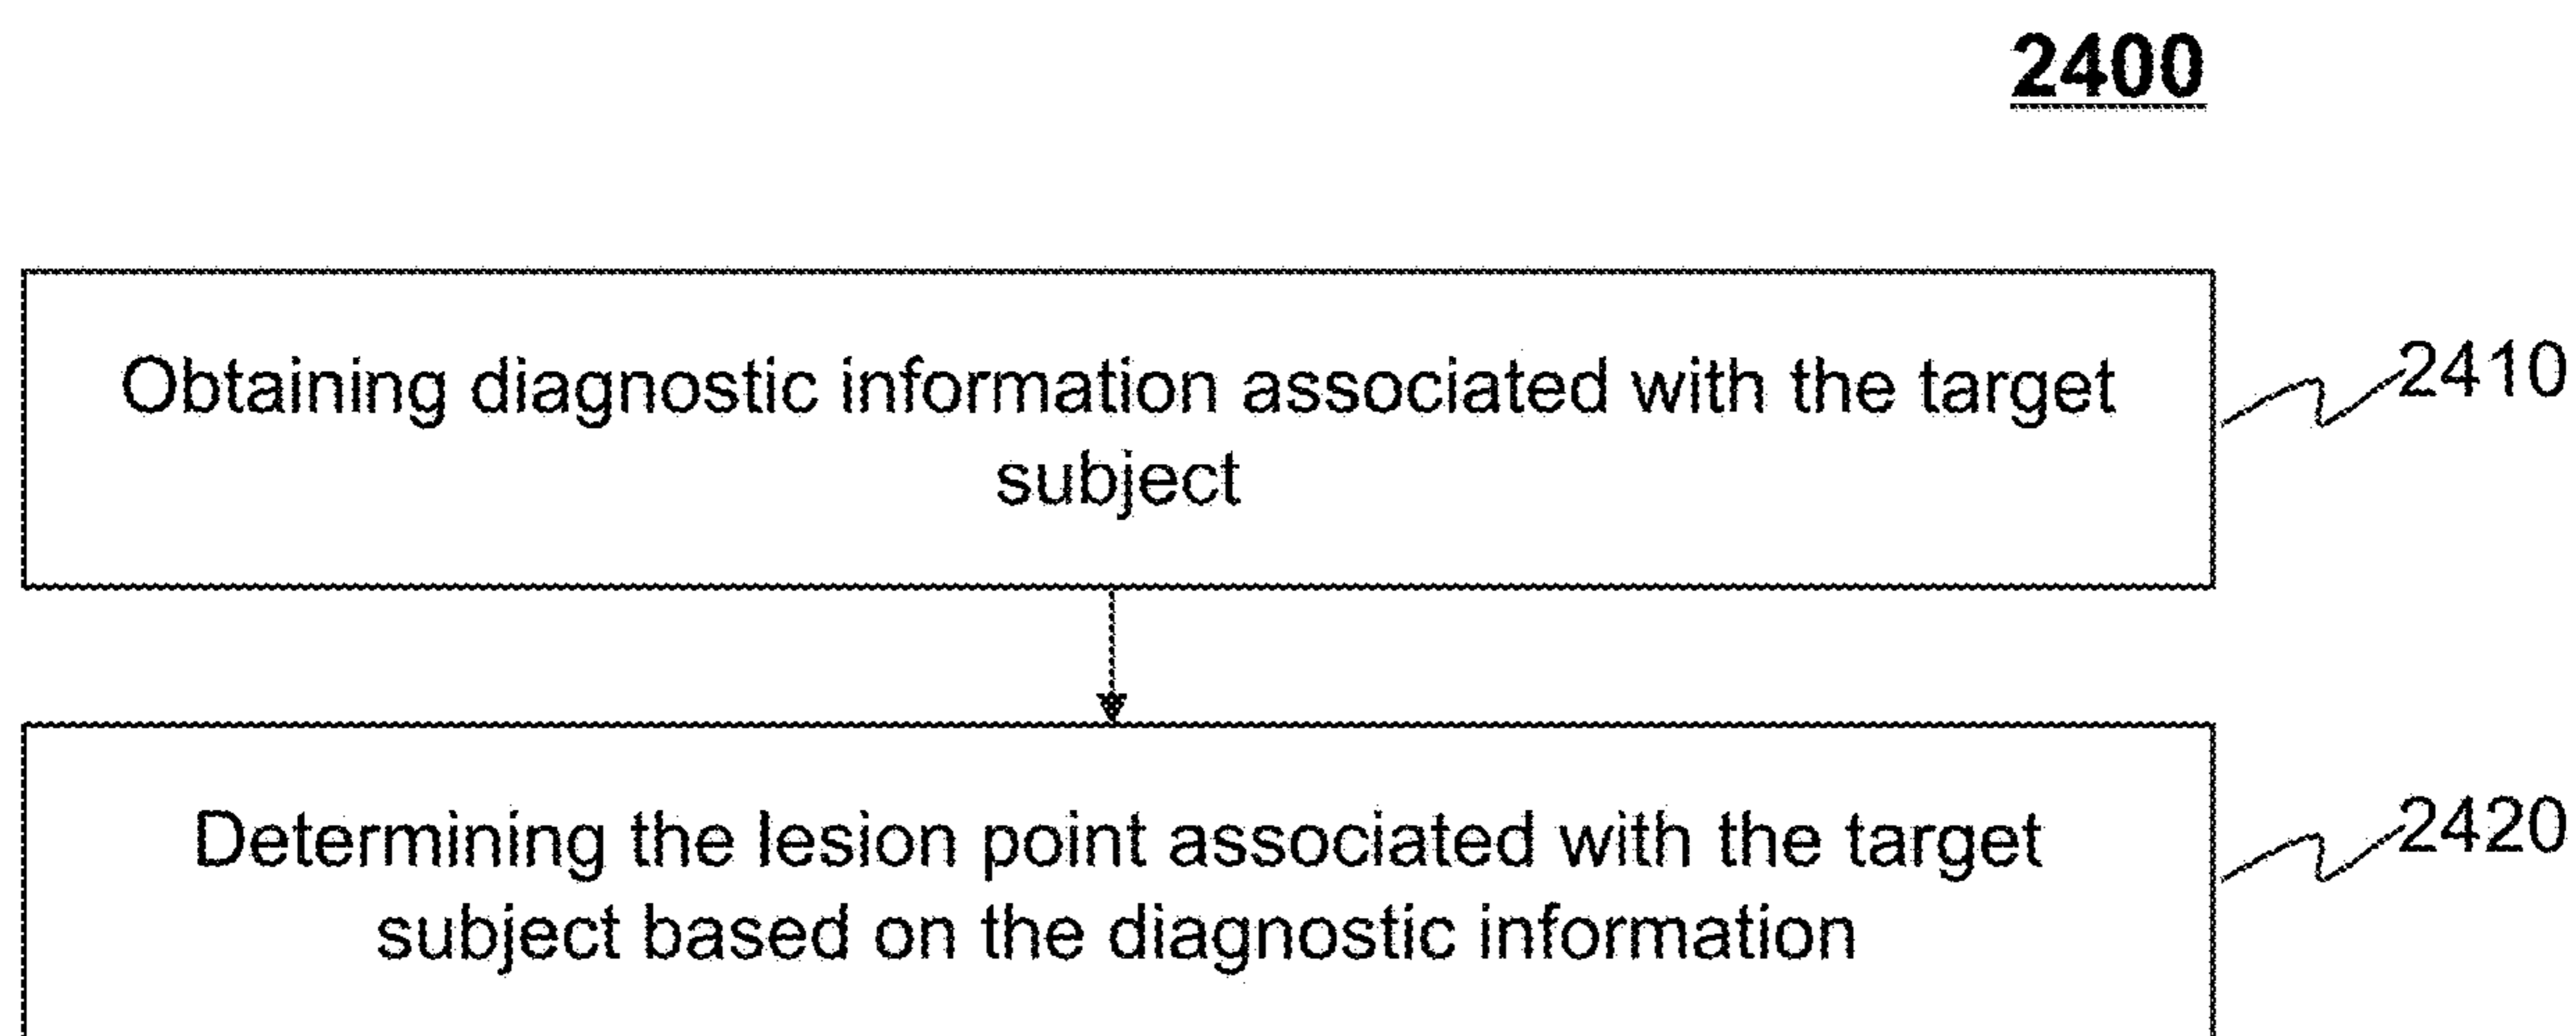 2400
Obtaining diagnostic information associated with the target
subject
2410
Determining the lesion point associated with the target
subject based on the diagnostic information
2420